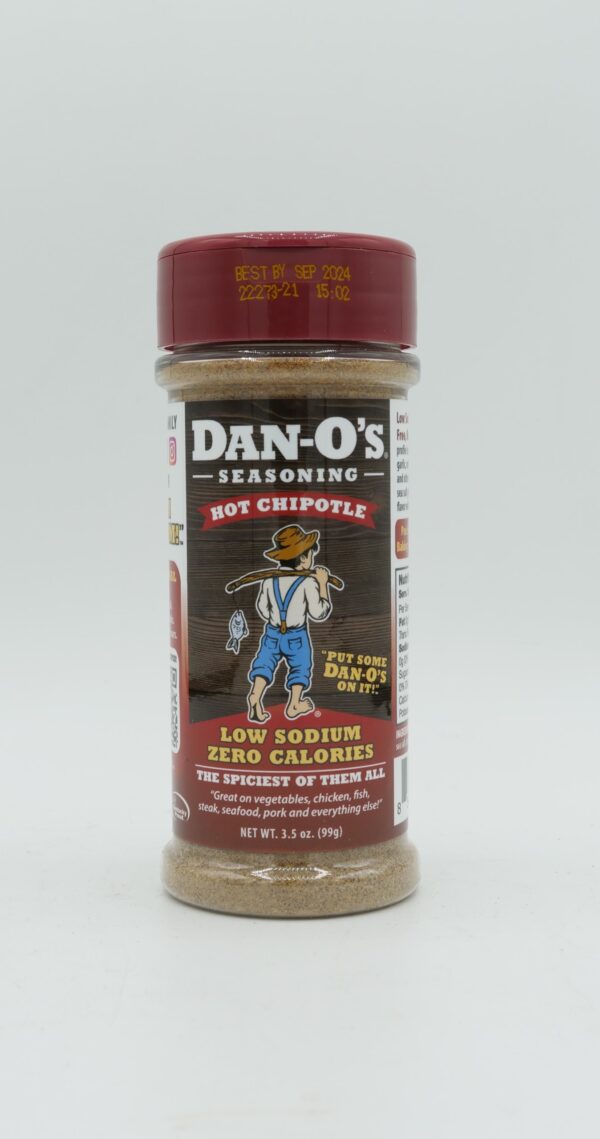 BEST BY SEP 2024
22273-21 15:02
DAN-O'S
SEASONING
HOT CHIPOTLE
"PUT SOME
DAN-O'S
ON IT!"
LOW SODIUM
ZERO CALORIES
THE SPICIEST OF THEM ALL
"Great on vegetables, chicken, fish,
steak, seafood, pork and everything else!"
NET WT. 3.5 oz. (99g)